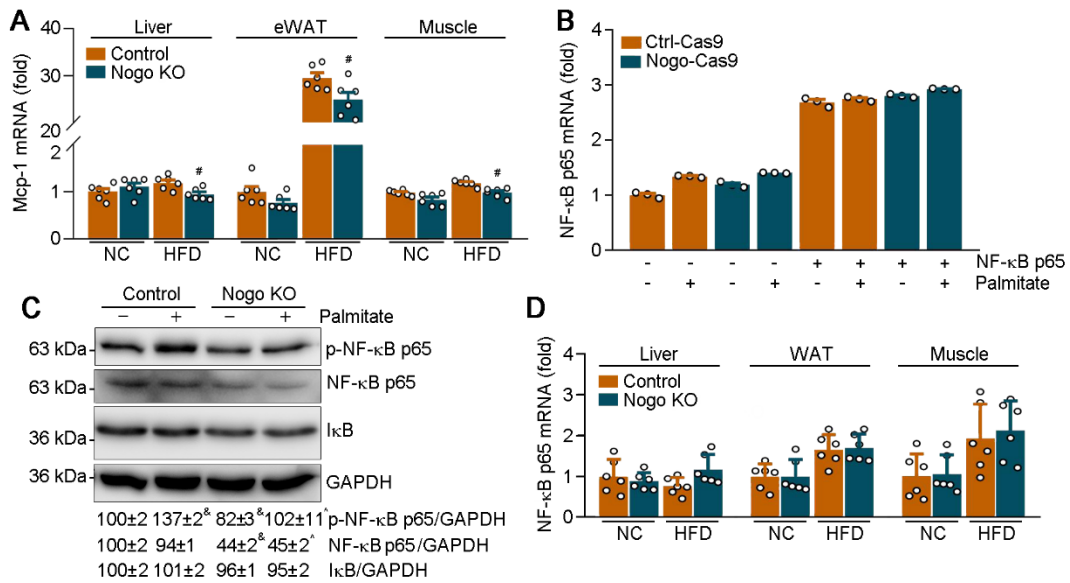 A
Liver eWAT Muscle
Control
Nogo KO
Mcp-1 mRNA (fold)
40
30
20
2
1
0
#
#
#
NC HFD NC HFD NC HFD
B
Ctrl-Cas9
Nogo-Cas9
NF-κB p65 mRNA (fold)
4
3
2
1
0
- - - - + + + + NF-κB p65
- + - + - + - + Palmitate
C
Control Nogo KO
− + − + Palmitate
63 kDa p-NF-κB p65
63 kDa NF-κB p65
36 kDa IκB
36 kDa GAPDH
100±2 137±2& 82±3& 102±11^ p-NF-κB p65/GAPDH
100±2 94±1 44±2& 45±2^ NF-κB p65/GAPDH
100±2 101±2 96±1 95±2 IκB/GAPDH
D
Liver WAT Muscle
Control
Nogo KO
NF-κB p65 mRNA (fold)
4
3
2
1
0
NC HFD NC HFD NC HFD